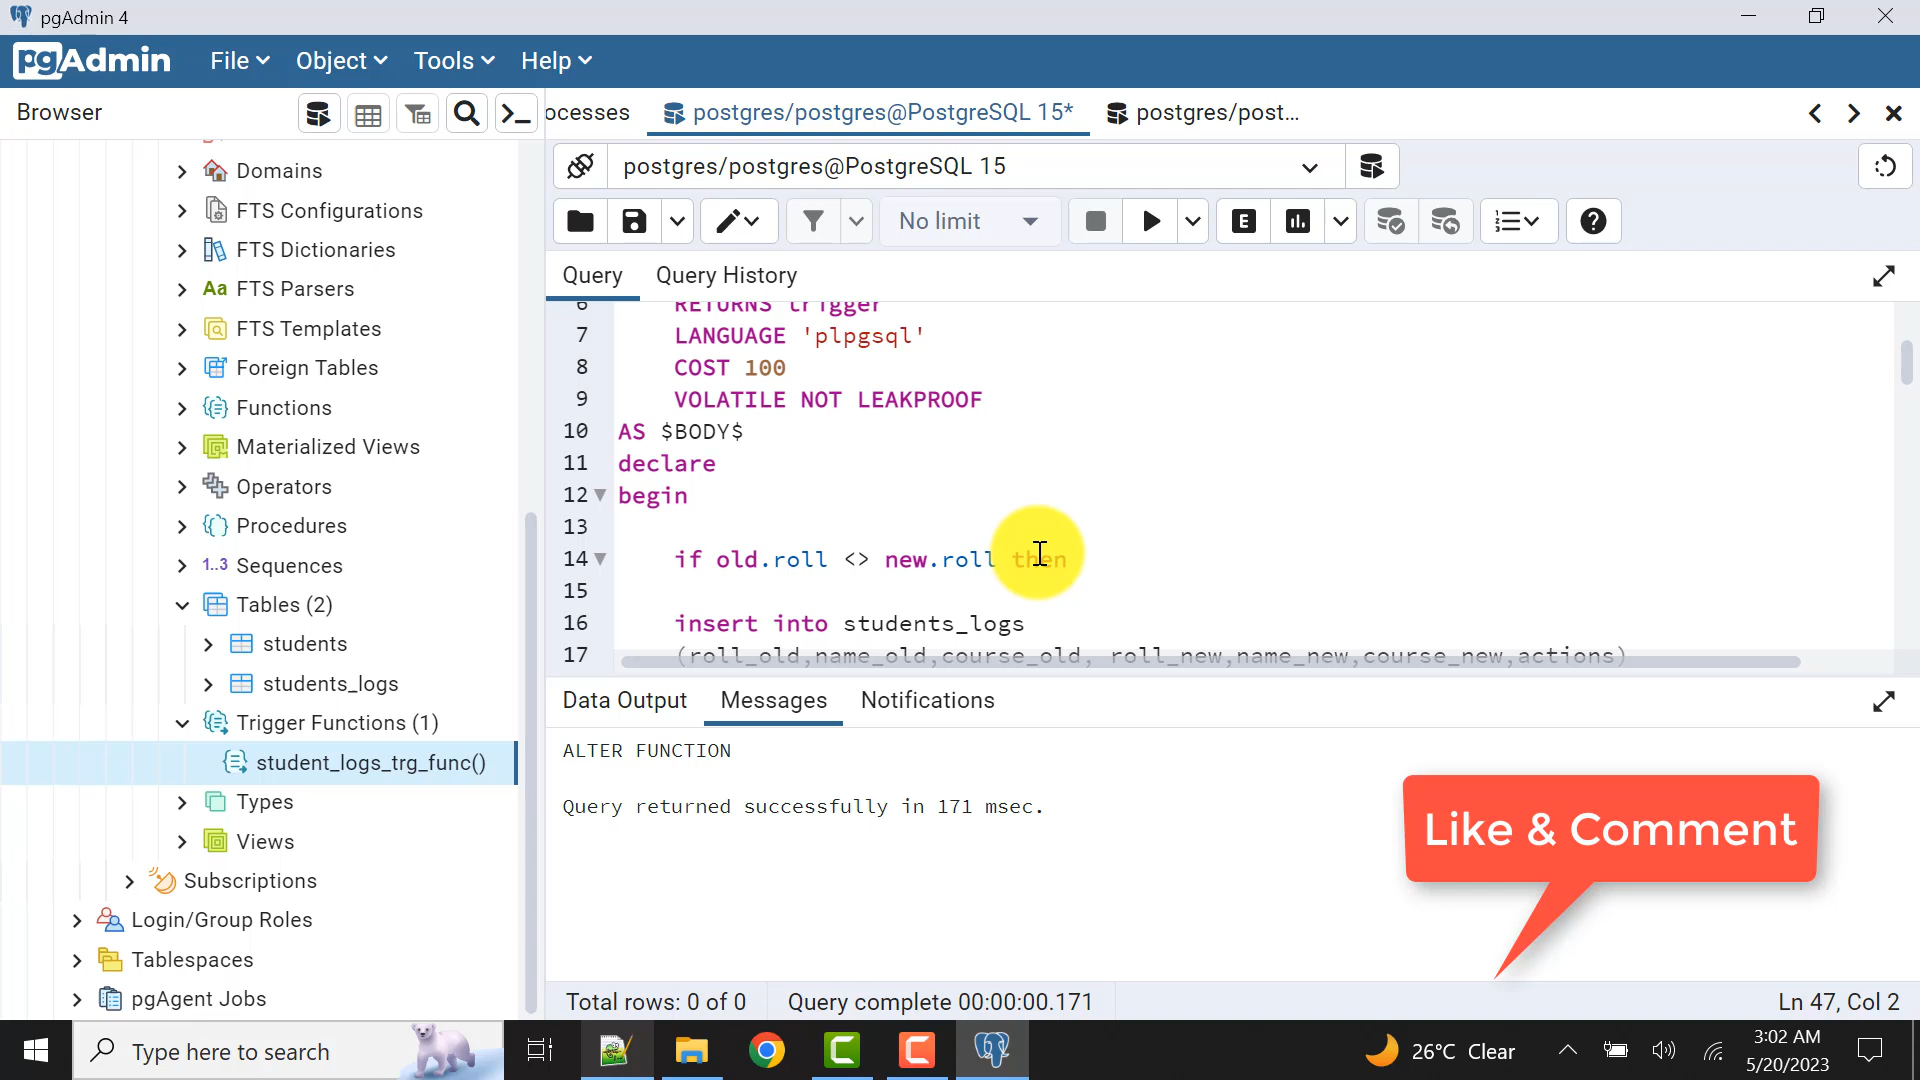 pgAdmin 4
pgAdmin File Object Tools Help
Browser
ocesses postgres/postgres@PostgreSQL 15* postgres/post...
Domains
FTS Configurations
FTS Dictionaries
Aa FTS Parsers
FTS Templates
Foreign Tables
Functions
Materialized Views
Operators
Procedures
1..3 Sequences
Tables (2)
students
students_logs
Trigger Functions (1)
student_logs_trg_func()
Types
Views
Subscriptions
Login/Group Roles
Tablespaces
pgAgent Jobs
postgres/postgres@PostgreSQL 15
No limit E
Query Query History
6 RETURNS trigger
7 LANGUAGE 'plpgsql'
8 COST 100
9 VOLATILE NOT LEAKPROOF
10 AS $BODY$
11 declare
12 begin
13
14 if old.roll <> new.roll then
15
16 insert into students_logs
17 (roll_old,name_old,course_old, roll_new,name_new,course_new,actions)
Data Output Messages Notifications
ALTER FUNCTION
Query returned successfully in 171 msec.
Like & Comment
Total rows: 0 of 0 Query complete 00:00:00.171 Ln 47, Col 2
Type here to search
26°C Clear
3:02 AM
5/20/2023